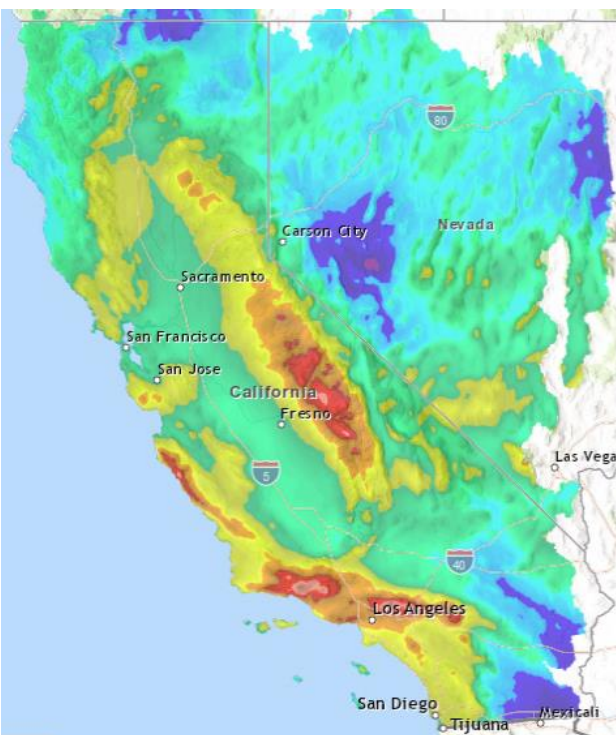 80
Nevada
Carson City
Sacramento
San Francisco
San Jose
California
Fresno
Las Vega
5
40
Los Angeles
San Diego
Mexicali
Tijuana